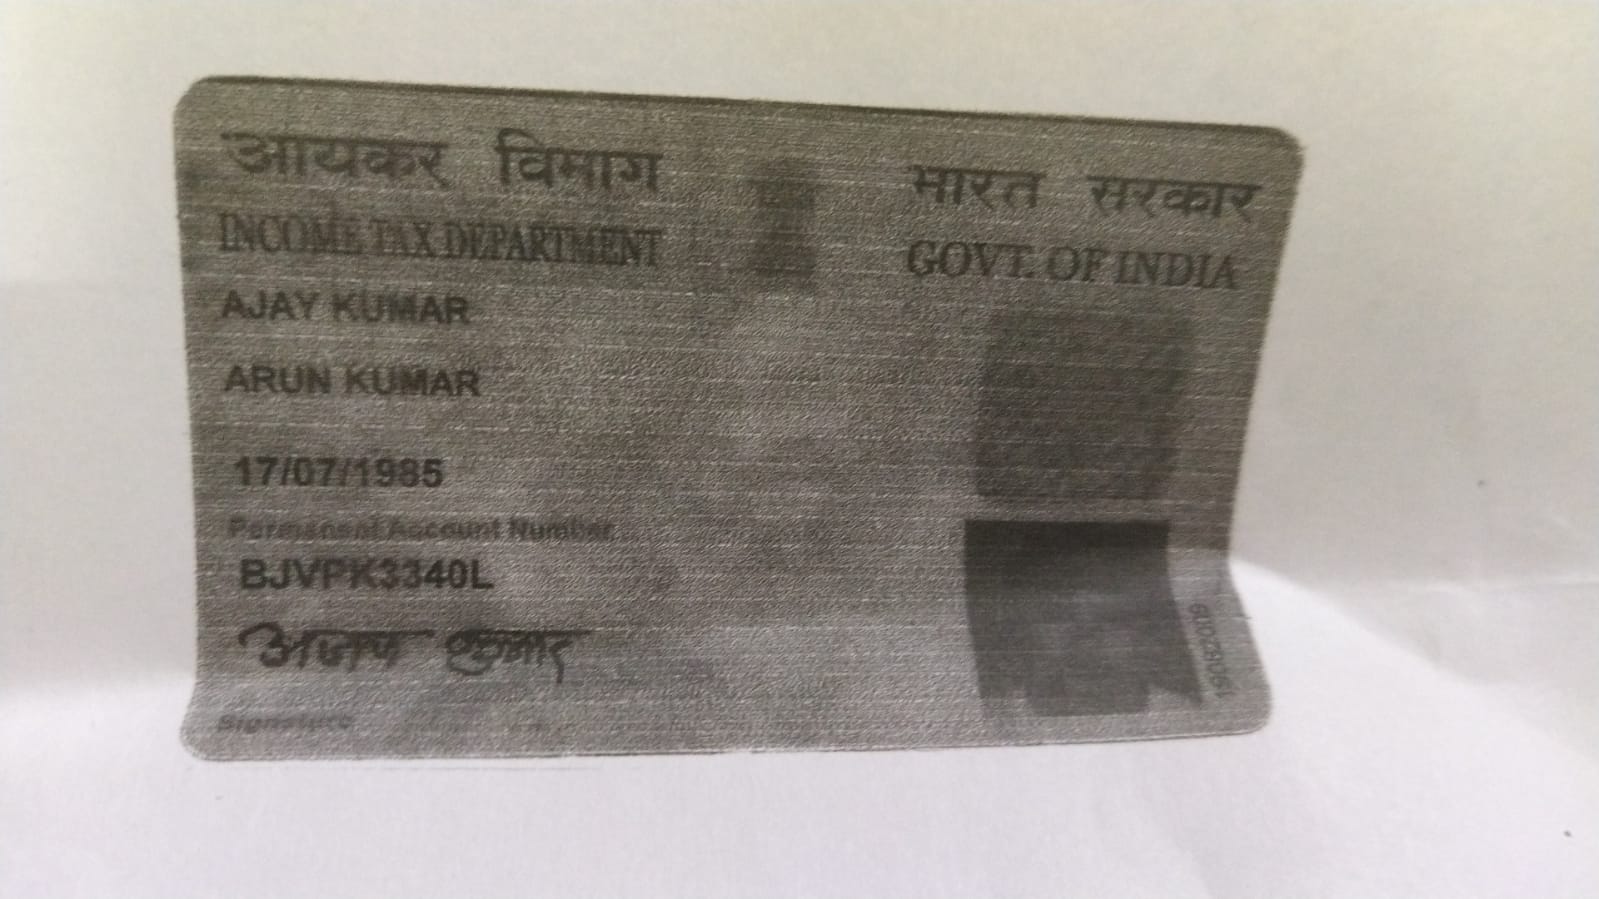 आयकर विभाग
भारत सरकार
INCOME TAX DEPARTMENT
GOVT. OF INDIA
AJAY KUMAR
ARUN KUMAR
17/07/1985
Permanent Account Number
BJVPK3340L
अजय कुमार
Signature